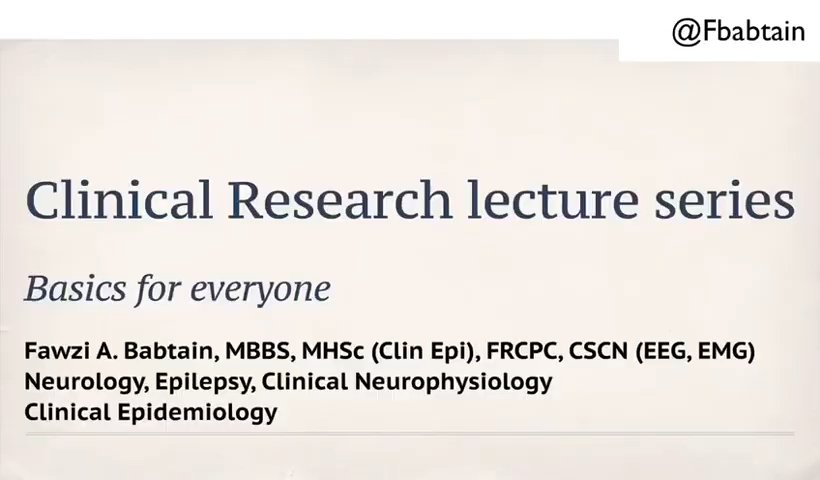 @Fbabtain
Clinical Research lecture series
Basics for everyone
Fawzi A. Babtain, MBBS, MHSc (Clin Epi), FRCPC, CSCN (EEG, EMG)
Neurology, Epilepsy, Clinical Neurophysiology
Clinical Epidemiology